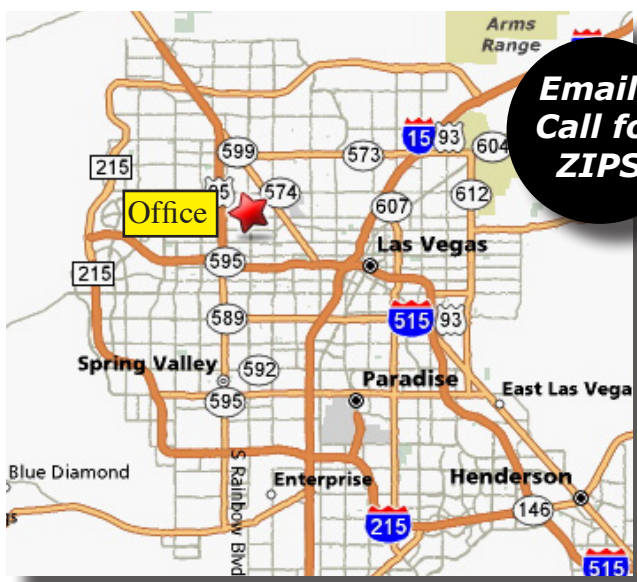 Arms
Range
Email
Call fo
ZIPS
15
93
604
599
573
215
95
574
612
607
Office
Las Vegas
595
215
589
515
93
Spring Valley
592
Paradise
595
East Las Vega
S Rainbow Blvd
Blue Diamond
Enterprise
Henderson
146
215
gs
515